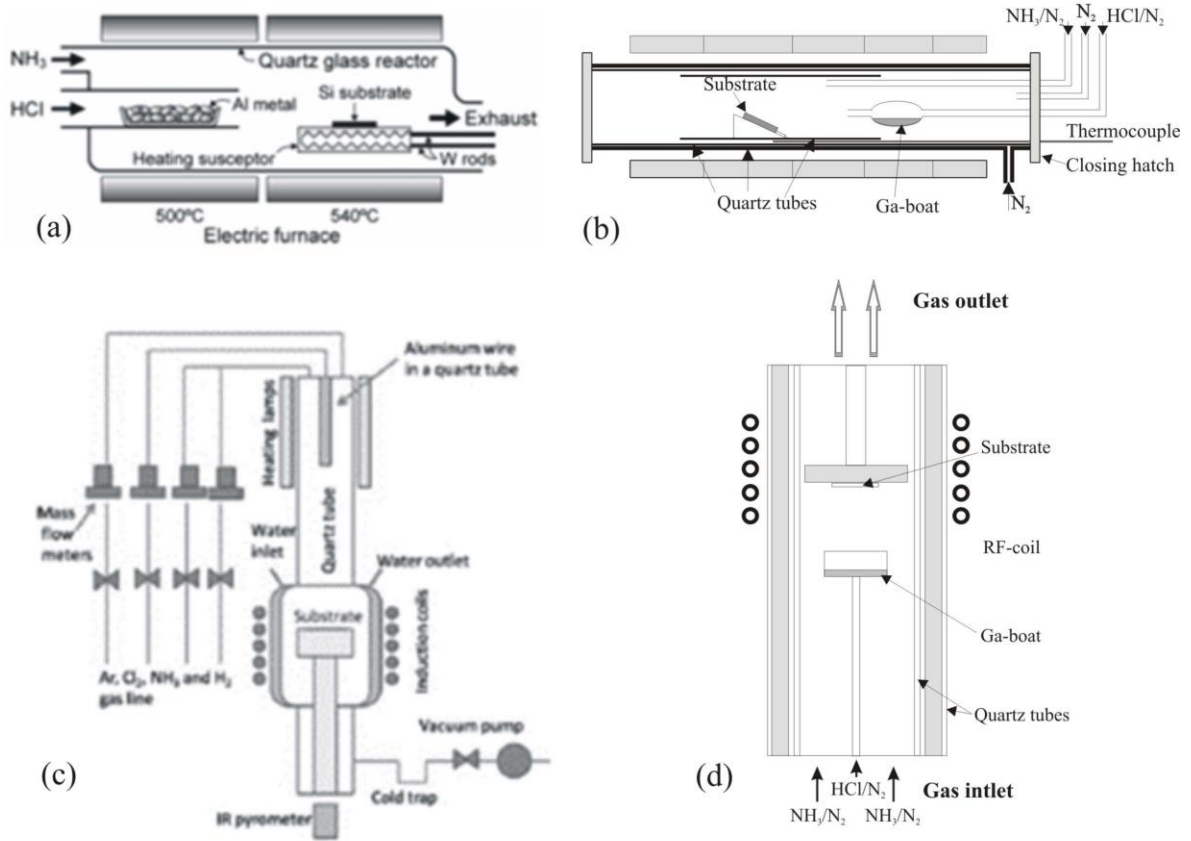 NH₃
Quartz glass reactor
HCl
Al metal
Si substrate
Exhaust
Heating susceptor
W rods
(a)
500ºC
540ºC
Electric furnace
NH₃/N₂
N₂
HCl/N₂
Substrate
Thermocouple
Closing hatch
Quartz tubes
Ga-boat
N₂
(b)
Aluminum wire
in a quartz tube
Heating lamps
Mass
flow
meters
Quartz tube
Water
inlet
Water outlet
Substrate
Induction coils
Ar, Cl₂, NH₃ and H₂
gas line
Vacuum pump
Cold trap
IR pyrometer
(c)
Gas outlet
Substrate
RF-coil
Ga-boat
Quartz tubes
(d)
Gas intlet
HCl/N₂
NH₃/N₂
NH₃/N₂